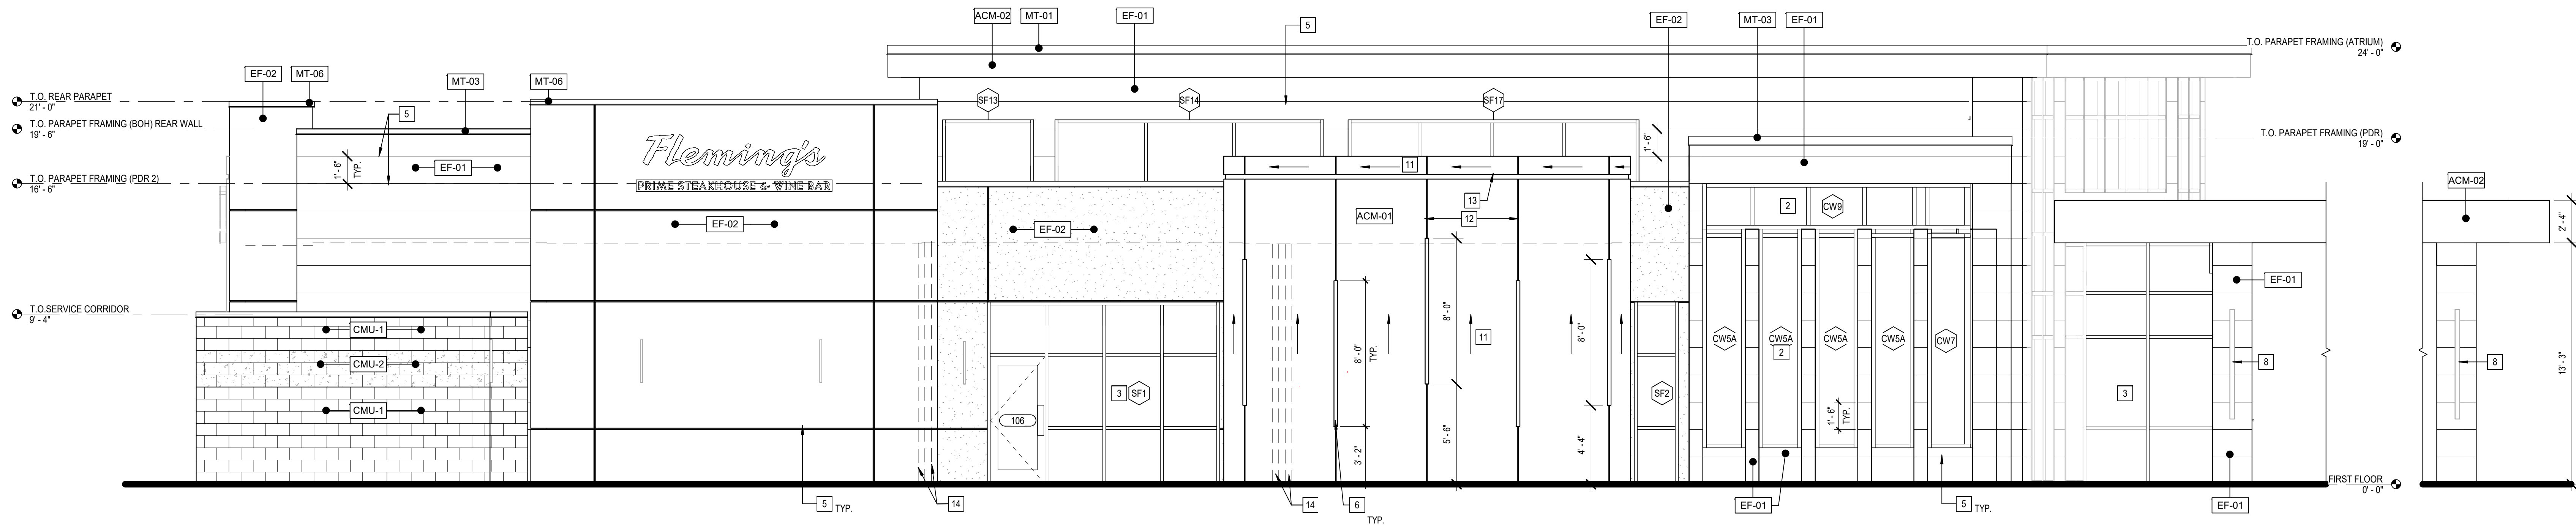 ACM-02
MT-01
EF-01
5
EF-02
MT-03
EF-01
T.O. PARAPET FRAMING (ATRIUM)
24' - 0"
EF-02
MT-06
MT-03
MT-06
T.O. REAR PARAPET
21' - 0"
5
SF13
SF14
SF17
T.O. PARAPET FRAMING (BOH) REAR WALL
19' - 6"
1' - 6"
T.O. PARAPET FRAMING (PDR)
19' - 0"
Fleming's
PRIME STEAKHOUSE & WINE BAR
1' - 6"
TYP.
EF-01
11
T.O. PARAPET FRAMING (PDR 2)
16' - 6"
ACM-02
13
2
CW9
ACM-01
12
EF-02
EF-02
2' - 4"
EF-01
T.O.SERVICE CORRIDOR
9' - 4"
8' - 0"
8' - 0"
8' - 0"
TYP.
11
CMU-1
CMU-2
CMU-1
CW5A
CW5A
CW5A
CW5A
CW7
2
8
8
13' - 3"
106
3
SF1
SF2
3
1' - 6"
TYP.
3' - 2"
5' - 6"
4' - 4"
EF-01
FIRST FLOOR
0' - 0"
5
TYP.
14
14
6
TYP.
EF-01
5
TYP.
EF-01